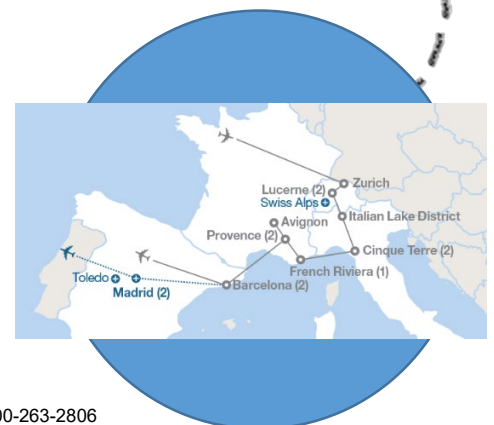 Zurich
Lucerne (2)
Swiss Alps
Italian Lake District
Avignon
Provence (2)
Cinque Terre (2)
French Riviera (1)
Toledo
Madrid (2)
Barcelona (2)
00-263-2806